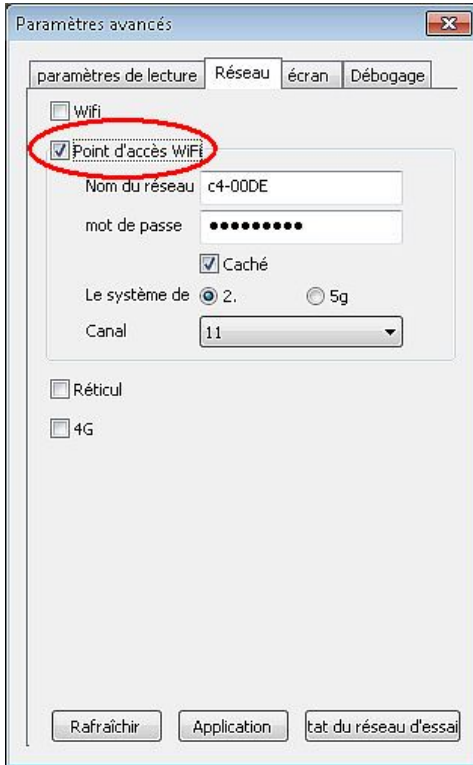 Paramètres avancés
paramètres de lecture Réseau écran Débogage
Wifi
Point d'accès WiFi
Nom du réseau c4-00DE
mot de passe •••••••••
Caché
Le système de 2. 5g
Canal 11
Réticul
4G
Rafraîchir Application tat du réseau d'essai